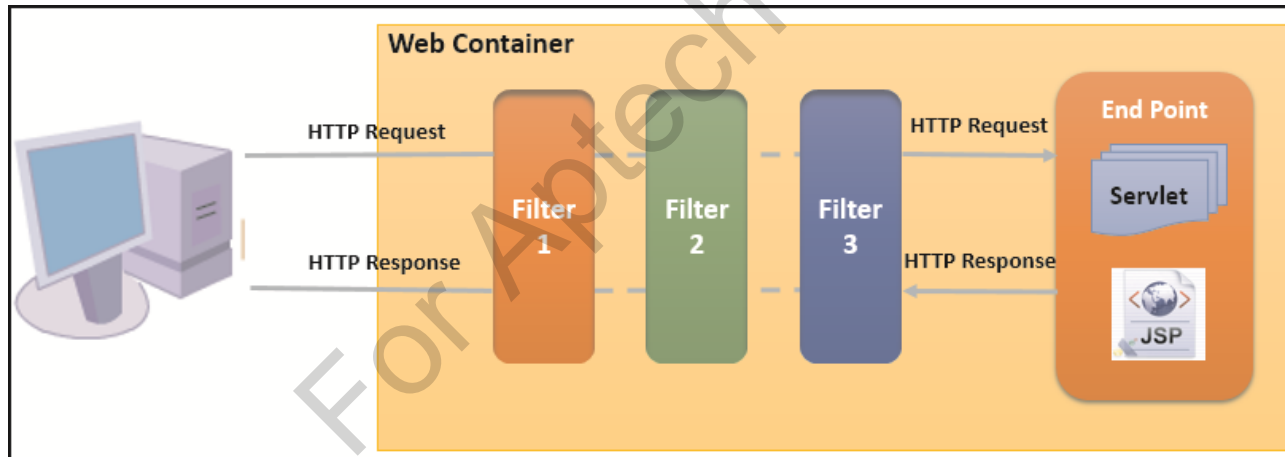 Web Container
HTTP Request
HTTP Request
End Point
Servlet
Filter
1
Filter
2
Filter
3
HTTP Response
HTTP Response
JSP
For Aptech